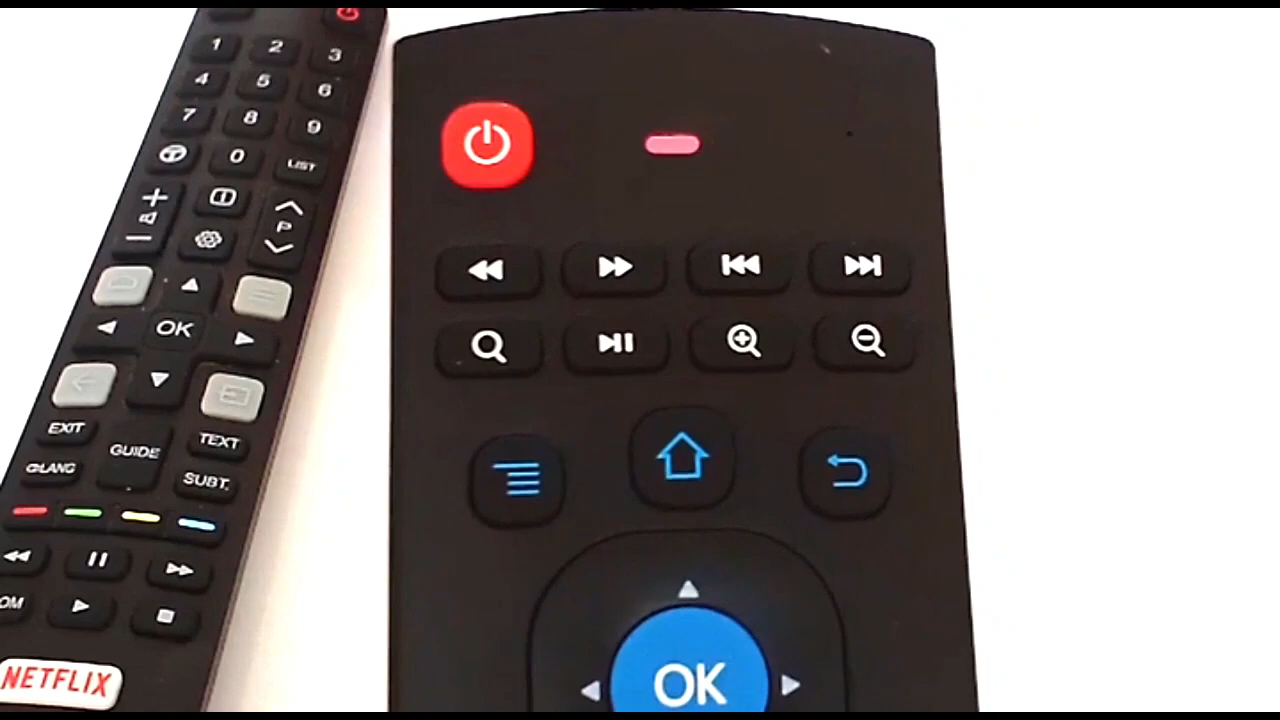 1 2 3
4 5 6
7 8 9
0 LIST
P
OK
EXIT
GUIDE
TEXT
LANG
SUBT.
OM
NETFLIX
OK